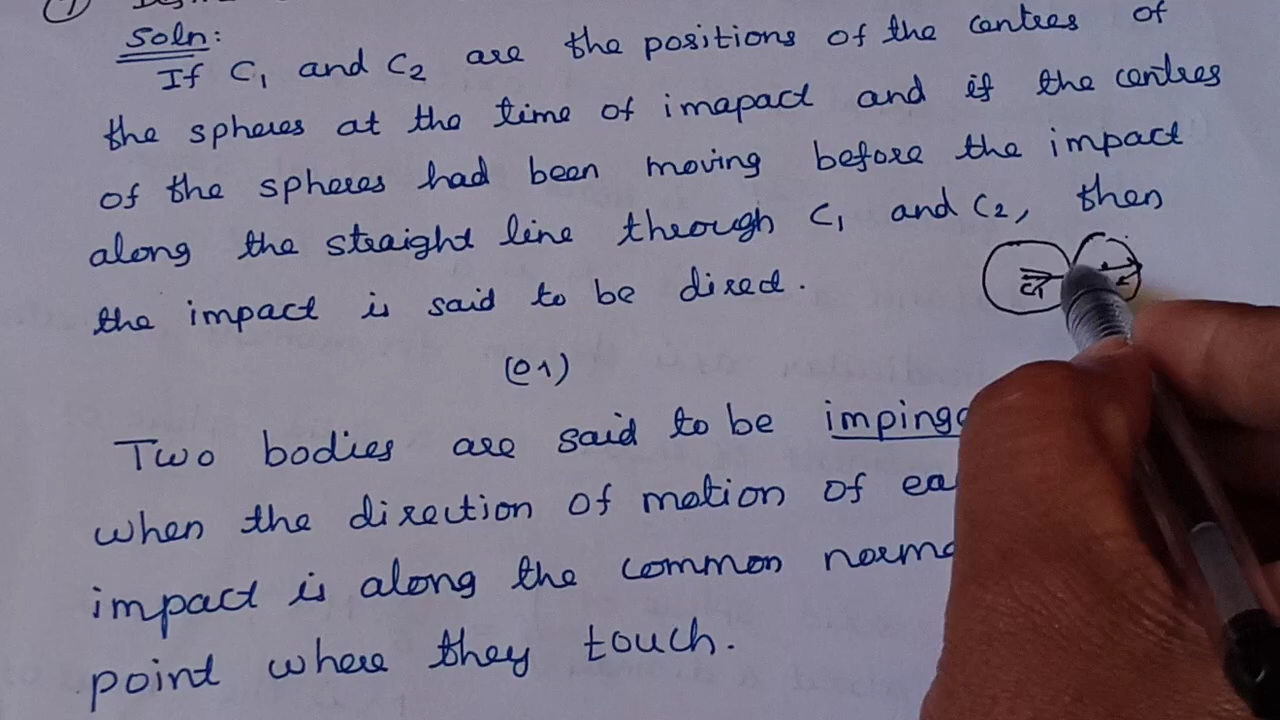 Soln:
If C1 and C2 are the positions of the centres of
the spheres at the time of imapact and if the centres
of the spheres had been moving before the impact
along the straight line through C1 and C2, then
the impact is said to be direct.
C1
(or)
Two bodies are said to be
when the direction of motion of
impact is along the common
point where they touch.